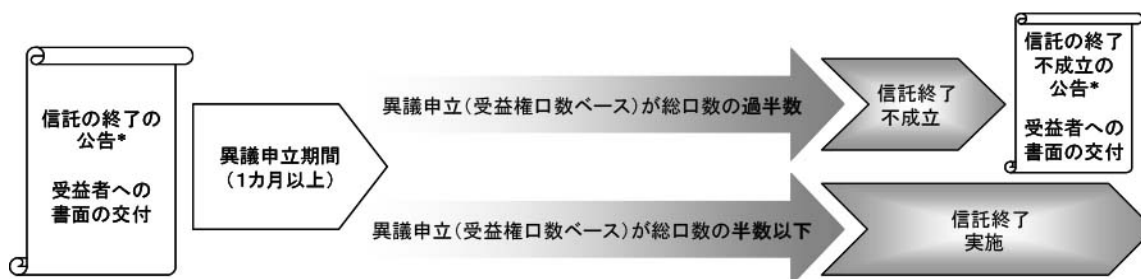 信託の終了の
公告*
受益者への
書面の交付
異議申立期間
(1カ月以上)
異議申立(受益権口数ベース)が総口数の過半数
信託終了
不成立
信託の終了
不成立の
公告*
受益者への
書面の交付
異議申立(受益権口数ベース)が総口数の半数以下
信託終了
実施